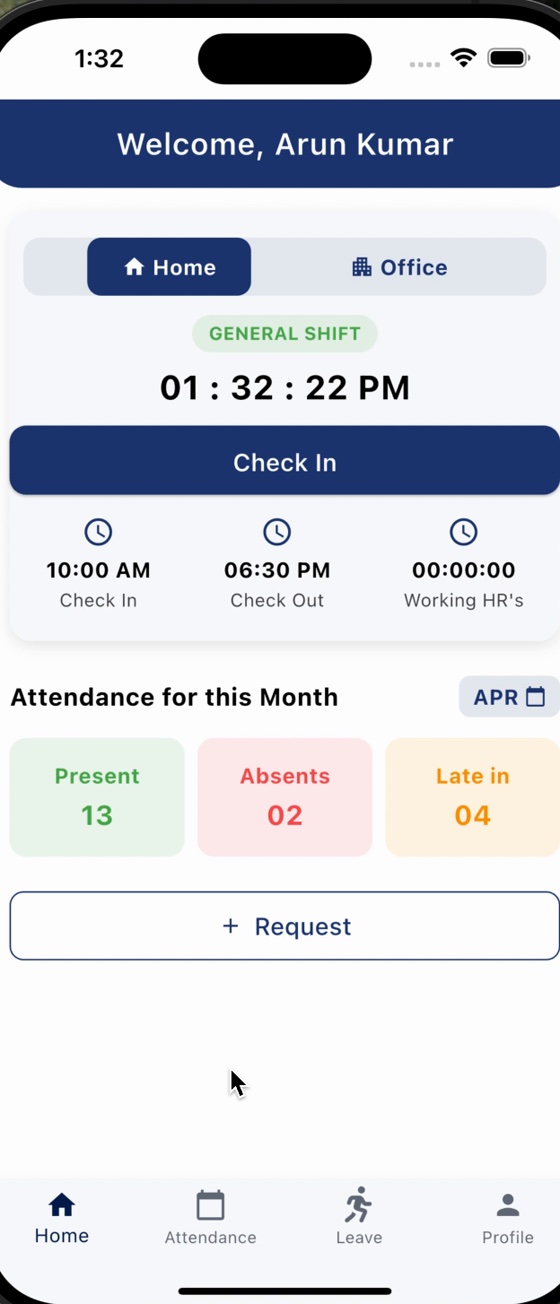 1:32
Welcome, Arun Kumar
Home Office
GENERAL SHIFT
01 : 32 : 22 PM
Check In
10:00 AM 06:30 PM 00:00:00
Check In Check Out Working HR's
Attendance for this Month APR
Present Absents Late in
13 02 04
+ Request
Home Attendance Leave Profile